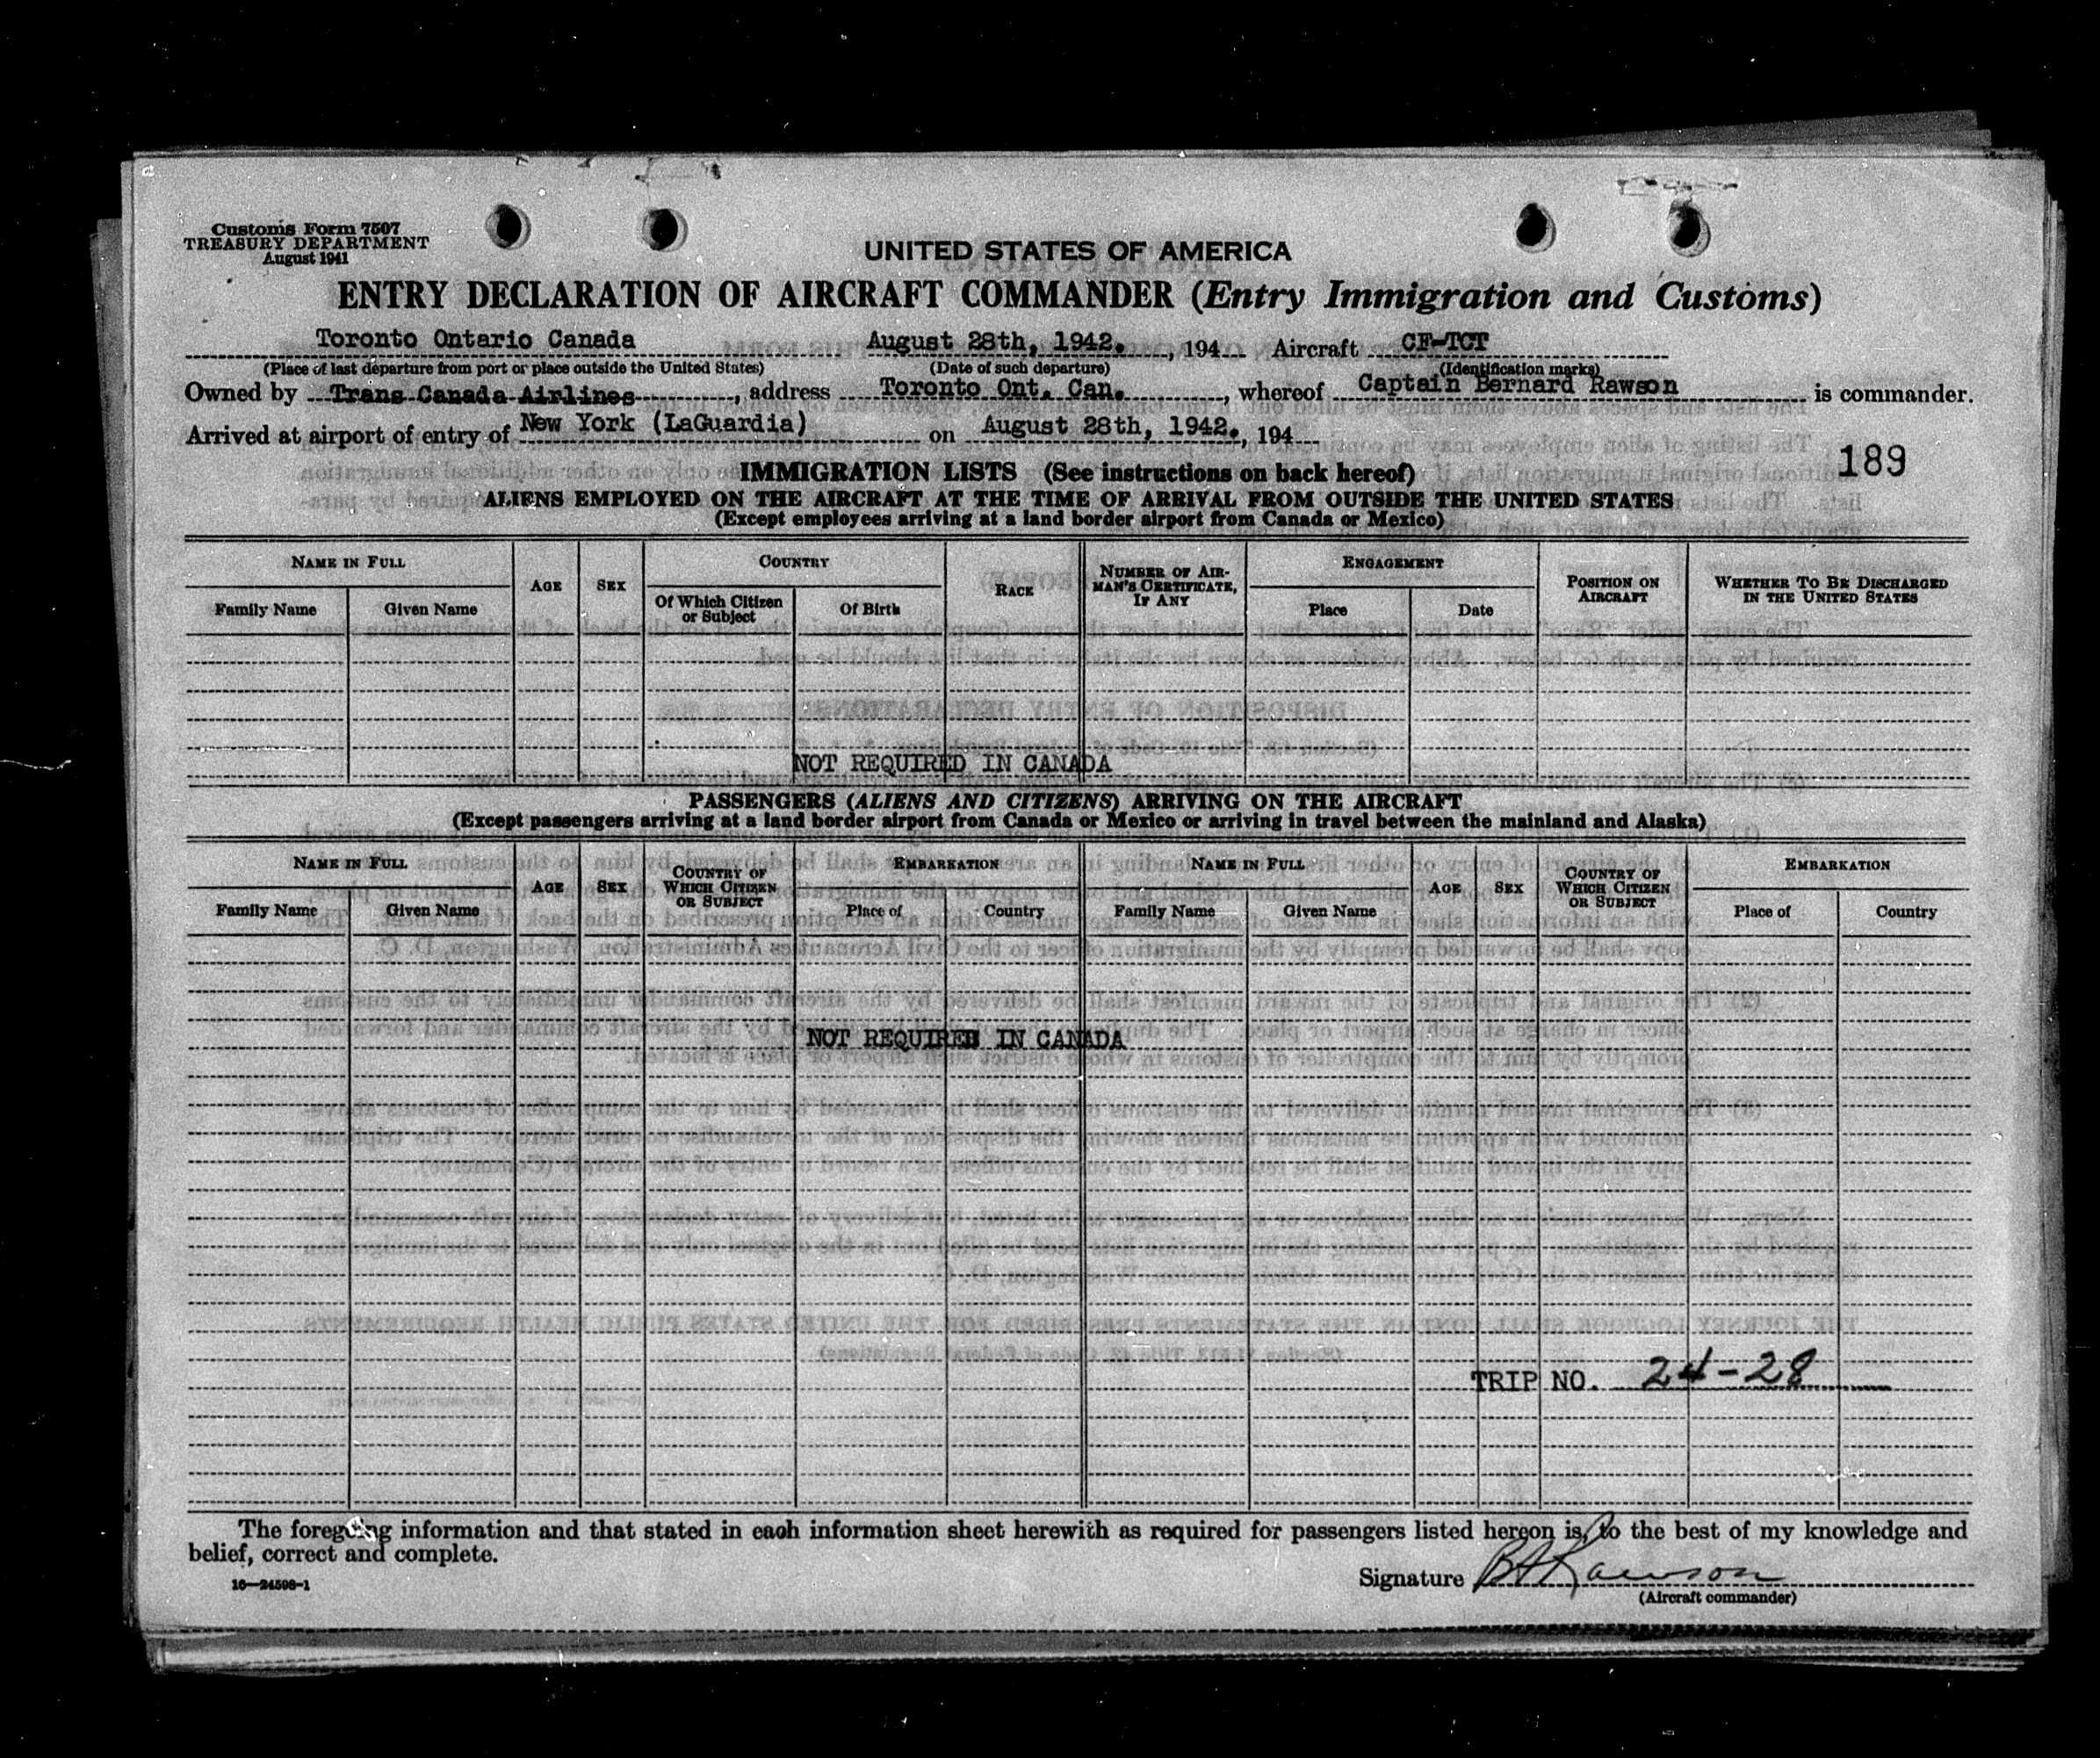 Customs Form 7507
TREASURY DEPARTMENT
August 1941
UNITED STATES OF AMERICA
ENTRY DECLARATION OF AIRCRAFT COMMANDER (Entry Immigration and Customs)
Toronto Ontario Canada August 28th, 1942. , 194 Aircraft CF-TCT
(Place of last departure from port or place outside the United States) (Date of such departure) (Identification marks)
Owned by Trans Canada Airlines , address Toronto Ont. Can. , whereof Captain Bernard Rawson is commander.
Arrived at airport of entry of New York (LaGuardia) on August 28th, 1942. , 194
189
IMMIGRATION LISTS (See instructions on back hereof)
ALIENS EMPLOYED ON THE AIRCRAFT AT THE TIME OF ARRIVAL FROM OUTSIDE THE UNITED STATES
(Except employees arriving at a land border airport from Canada or Mexico)
NAME IN FULL AGE SEX COUNTRY RACE NUMBER OF AIRMAN'S CERTIFICATE, IF ANY ENGAGEMENT POSITION ON AIRCRAFT WHETHER TO BE DISCHARGED IN THE UNITED STATES
Family Name Given Name Of Which Citizen or Subject Of Birth Place Date
NOT REQUIRED IN CANADA
PASSENGERS (ALIENS AND CITIZENS) ARRIVING ON THE AIRCRAFT
(Except passengers arriving at a land border airport from Canada or Mexico or arriving in travel between the mainland and Alaska)
NAME IN FULL AGE SEX COUNTRY OF WHICH CITIZEN OR SUBJECT EMBARKATION NAME IN FULL AGE SEX COUNTRY OF WHICH CITIZEN OR SUBJECT EMBARKATION
Family Name Given Name Place of Country Family Name Given Name Place of Country
NOT REQUIRED IN CANADA
TRIP NO. 24-28
The foregoing information and that stated in each information sheet herewith as required for passengers listed hereon is, to the best of my knowledge and
belief, correct and complete.
16—24598-1
Signature B A Rawson
(Aircraft commander)